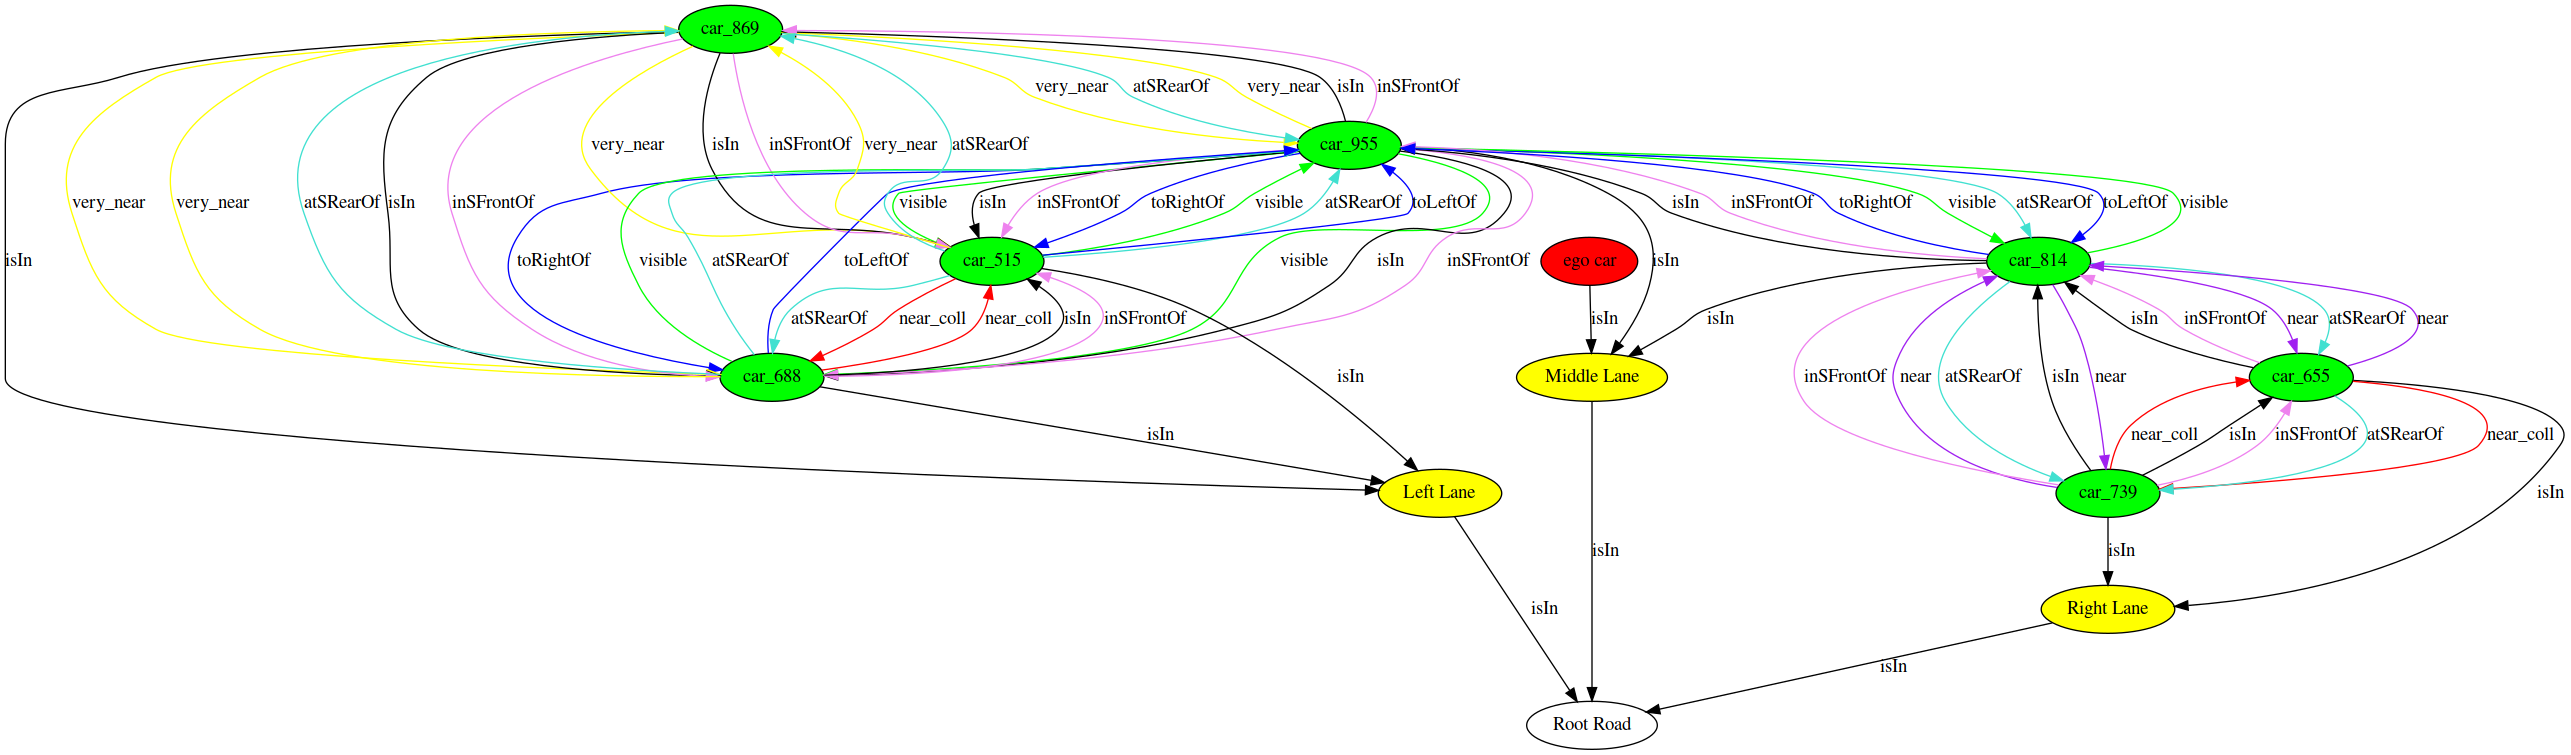 car_869
very_near
atSRearOf
very_near
isIn
inSFrontOf
very_near
isIn
inSFrontOf
very_near
atSRearOf
car_955
very_near
very_near
atSRearOf
isIn
inSFrontOf
visible
isIn
inSFrontOf
toRightOf
visible
atSRearOf
toLeftOf
isIn
inSFrontOf
toRightOf
visible
atSRearOf
toLeftOf
visible
isIn
toRightOf
visible
atSRearOf
toLeftOf
car_515
visible
isIn
inSFrontOf
ego car
isIn
car_814
atSRearOf
near_coll
near_coll
isIn
inSFrontOf
isIn
isIn
isIn
inSFrontOf
near
atSRearOf
near
car_688
isIn
Middle Lane
inSFrontOf
near
atSRearOf
isIn
near
car_655
isIn
near_coll
isIn
inSFrontOf
atSRearOf
near_coll
Left Lane
car_739
isIn
isIn
isIn
isIn
Right Lane
isIn
Root Road